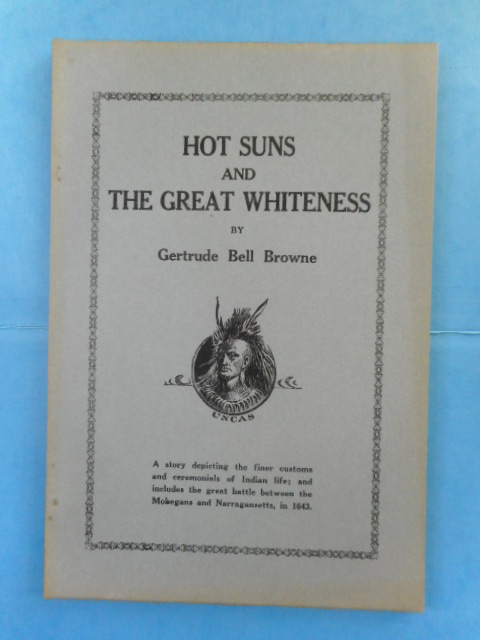 HOT SUNS
AND
THE GREAT WHITENESS
BY
Gertrude Bell Browne
UNCAS
A story depicting the finer customs
and ceremonials of Indian life; and
includes the great battle between the
Mohegans and Narragansetts, in 1643.